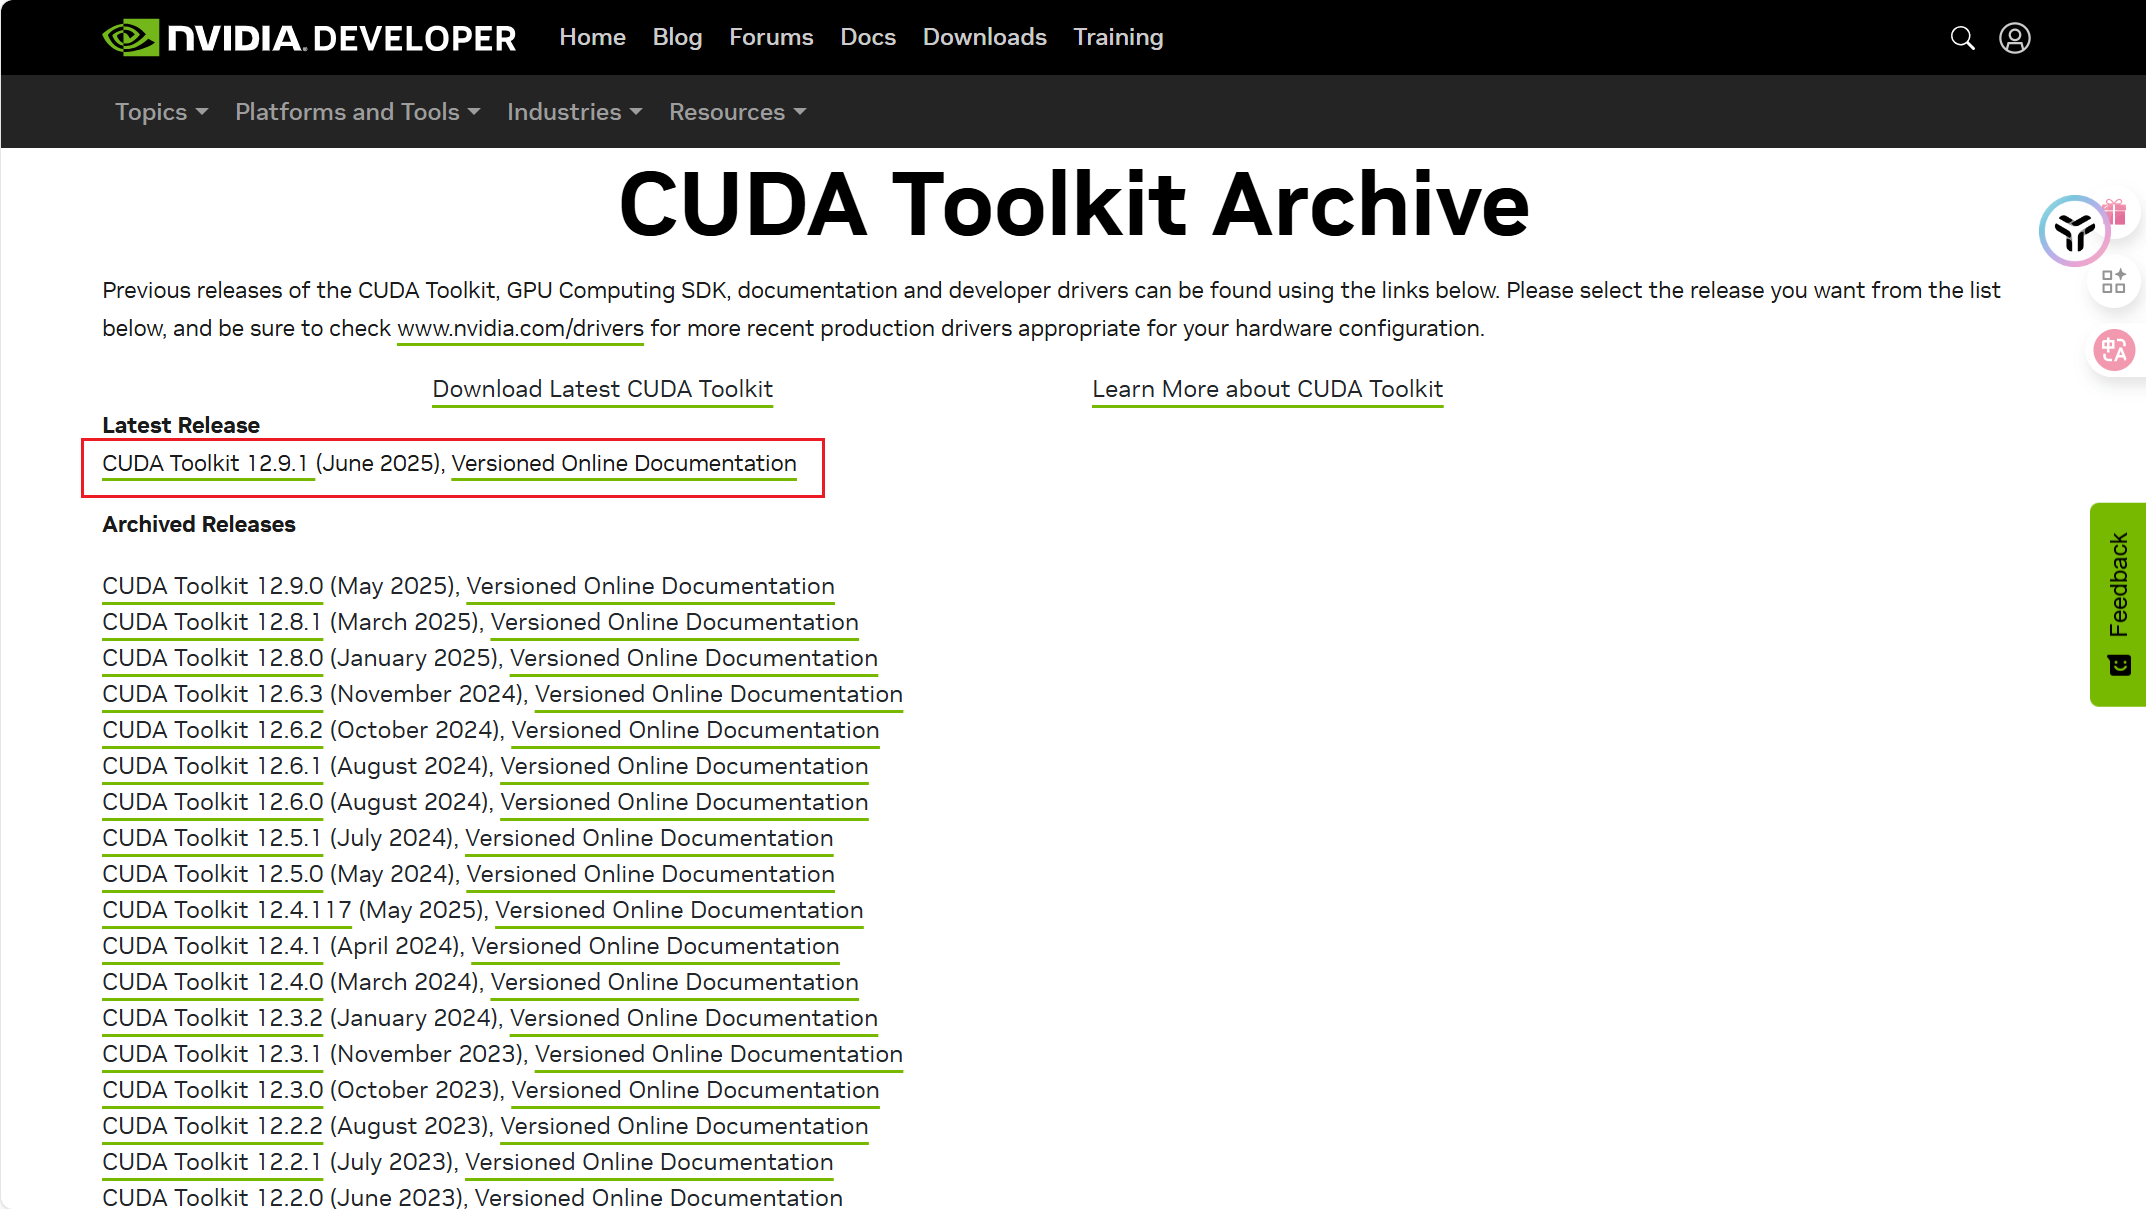 NVIDIA. DEVELOPER Home Blog Forums Docs Downloads Training
Topics Platforms and Tools Industries Resources
CUDA Toolkit Archive
Previous releases of the CUDA Toolkit, GPU Computing SDK, documentation and developer drivers can be found using the links below. Please select the release you want from the list
below, and be sure to check www.nvidia.com/drivers for more recent production drivers appropriate for your hardware configuration.
Download Latest CUDA Toolkit Learn More about CUDA Toolkit
Latest Release
CUDA Toolkit 12.9.1 (June 2025), Versioned Online Documentation
Archived Releases
CUDA Toolkit 12.9.0 (May 2025), Versioned Online Documentation
CUDA Toolkit 12.8.1 (March 2025), Versioned Online Documentation
CUDA Toolkit 12.8.0 (January 2025), Versioned Online Documentation
CUDA Toolkit 12.6.3 (November 2024), Versioned Online Documentation
CUDA Toolkit 12.6.2 (October 2024), Versioned Online Documentation
CUDA Toolkit 12.6.1 (August 2024), Versioned Online Documentation
CUDA Toolkit 12.6.0 (August 2024), Versioned Online Documentation
CUDA Toolkit 12.5.1 (July 2024), Versioned Online Documentation
CUDA Toolkit 12.5.0 (May 2024), Versioned Online Documentation
CUDA Toolkit 12.4.117 (May 2025), Versioned Online Documentation
CUDA Toolkit 12.4.1 (April 2024), Versioned Online Documentation
CUDA Toolkit 12.4.0 (March 2024), Versioned Online Documentation
CUDA Toolkit 12.3.2 (January 2024), Versioned Online Documentation
CUDA Toolkit 12.3.1 (November 2023), Versioned Online Documentation
CUDA Toolkit 12.3.0 (October 2023), Versioned Online Documentation
CUDA Toolkit 12.2.2 (August 2023), Versioned Online Documentation
CUDA Toolkit 12.2.1 (July 2023), Versioned Online Documentation
CUDA Toolkit 12.2.0 (June 2023), Versioned Online Documentation
中 A
Feedback